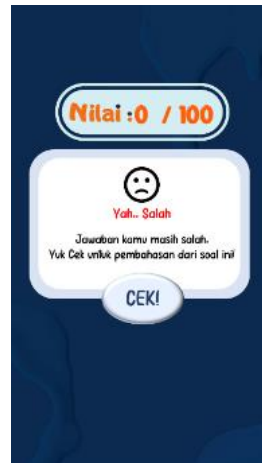 Nilai :0 / 100
Yah.. Salah
Jawaban kamu masih salah.
Yuk Cek untuk pembahasan dari soal ini!
CEK!